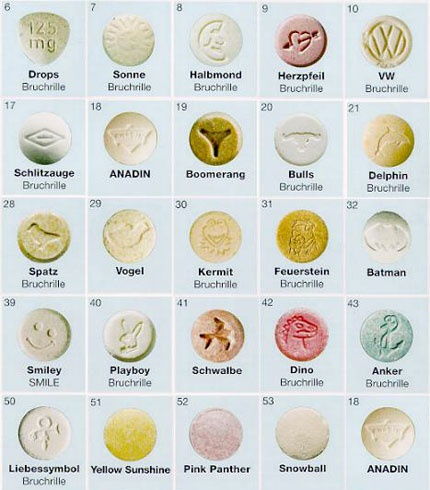 6
125
mg
Drops
Bruchrille
7
Sonne
Bruchrille
8
Halbmond
Bruchrille
9
Herzpfeil
Bruchrille
10
VW
Bruchrille
17
Schlitzauge
Bruchrille
18
ANADIN
19
Boomerang
20
Bulls
Bruchrille
21
Delphin
Bruchrille
28
Spatz
Bruchrille
29
Vogel
30
Kermit
Bruchrille
31
Feuerstein
Bruchrille
32
Batman
39
Smiley
SMILE
40
Playboy
Bruchrille
41
Schwalbe
42
Dino
Bruchrille
43
Anker
Bruchrille
50
Liebessymbol
Bruchrille
51
Yellow Sunshine
52
Pink Panther
53
Snowball
18
ANADIN